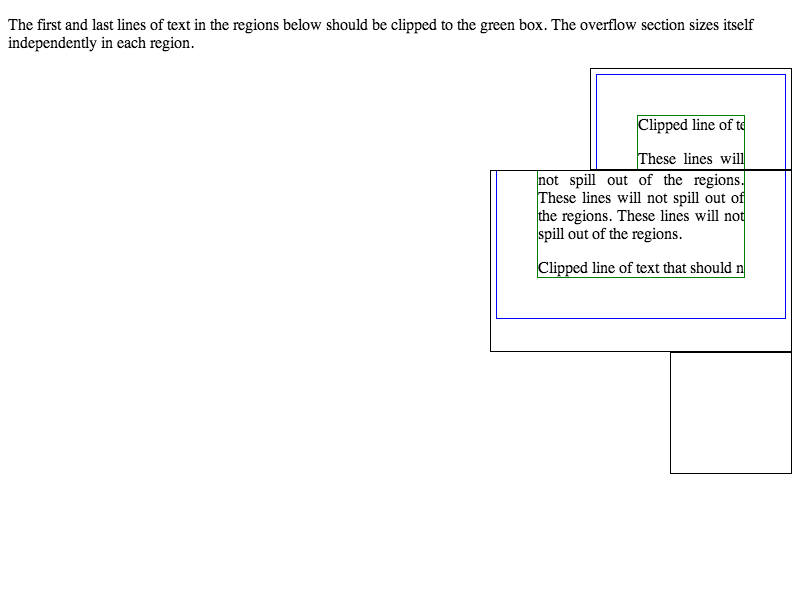 The first and last lines of text in the regions below should be clipped to the green box. The overflow section sizes itself
independently in each region.
Clipped line of te
These lines will
not spill out of the regions.
These lines will not spill out of
the regions. These lines will not
spill out of the regions.
Clipped line of text that should n